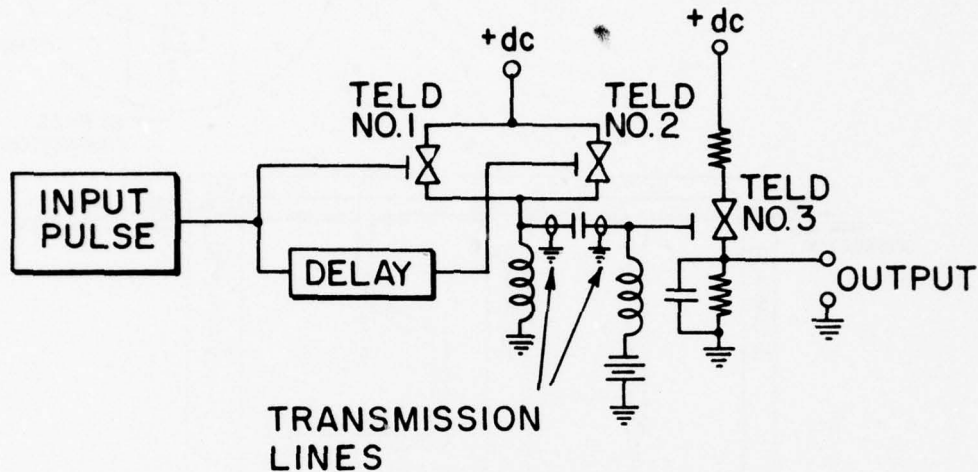 +dc
+dc
TELD
NO.1
TELD
NO.2
TELD
NO.3
INPUT
PULSE
DELAY
OUTPUT
TRANSMISSION
LINES